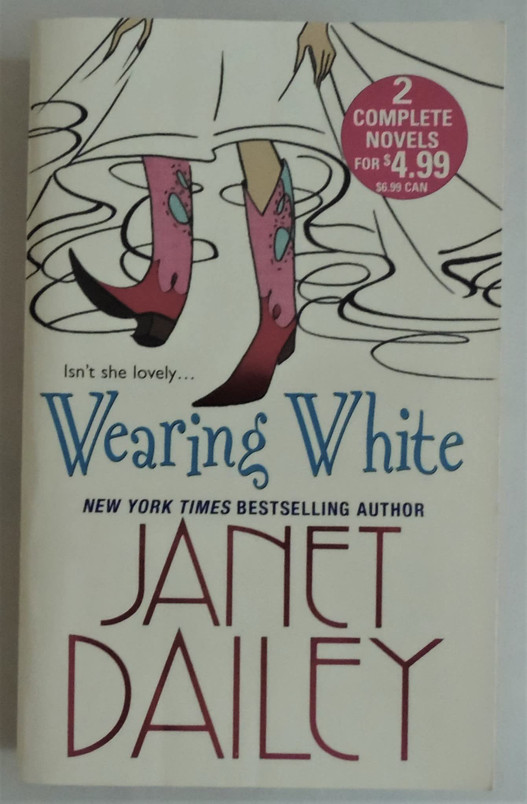 2
COMPLETE
NOVELS
FOR $4.99
$6.99 CAN
Isn't she lovely...
Wearing White
NEW YORK TIMES BESTSELLING AUTHOR
JANET
DAILEY